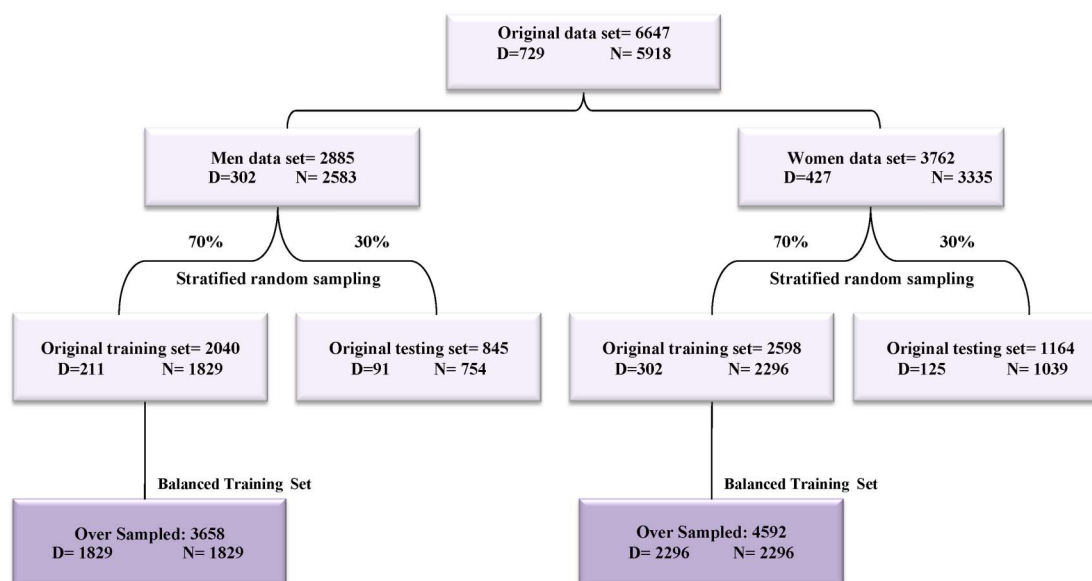 Original data set= 6647
D=729 N= 5918
Men data set= 2885
D=302 N= 2583
Women data set= 3762
D=427 N= 3335
70% 30%
Stratified random sampling
70% 30%
Stratified random sampling
Original training set= 2040
D=211 N= 1829
Original testing set= 845
D=91 N= 754
Original training set= 2598
D=302 N= 2296
Original testing set= 1164
D=125 N= 1039
Balanced Training Set
Over Sampled: 3658
D= 1829 N= 1829
Balanced Training Set
Over Sampled: 4592
D= 2296 N= 2296